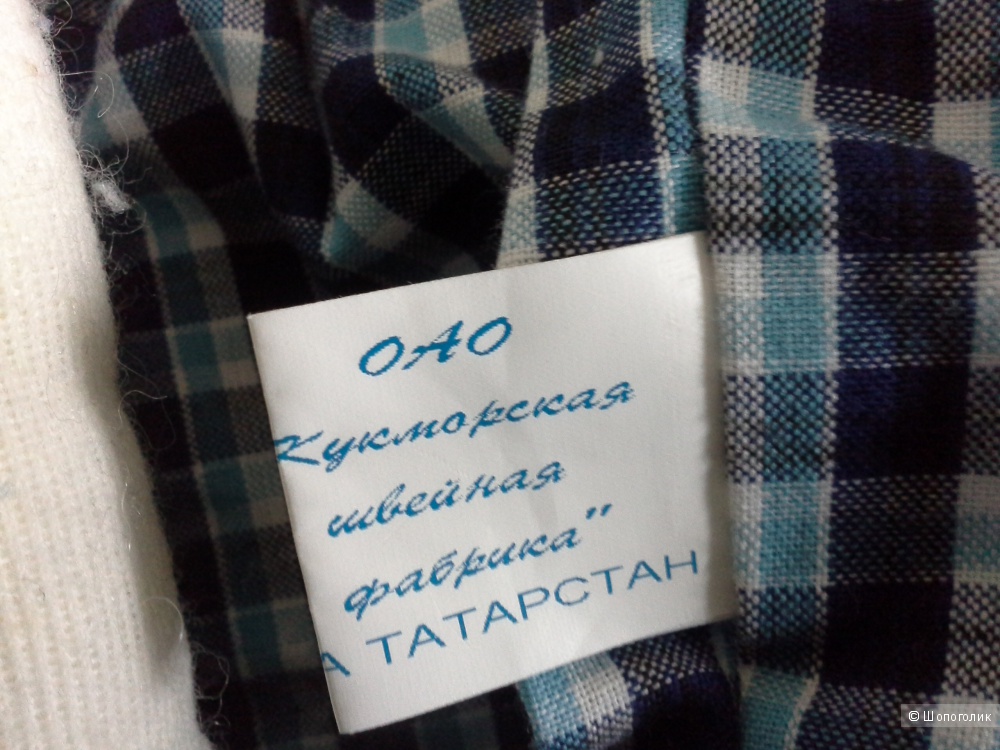 ОАО
Кукморская
швейная
фабрика"
А ТАТАРСТАН
© Шопоголик